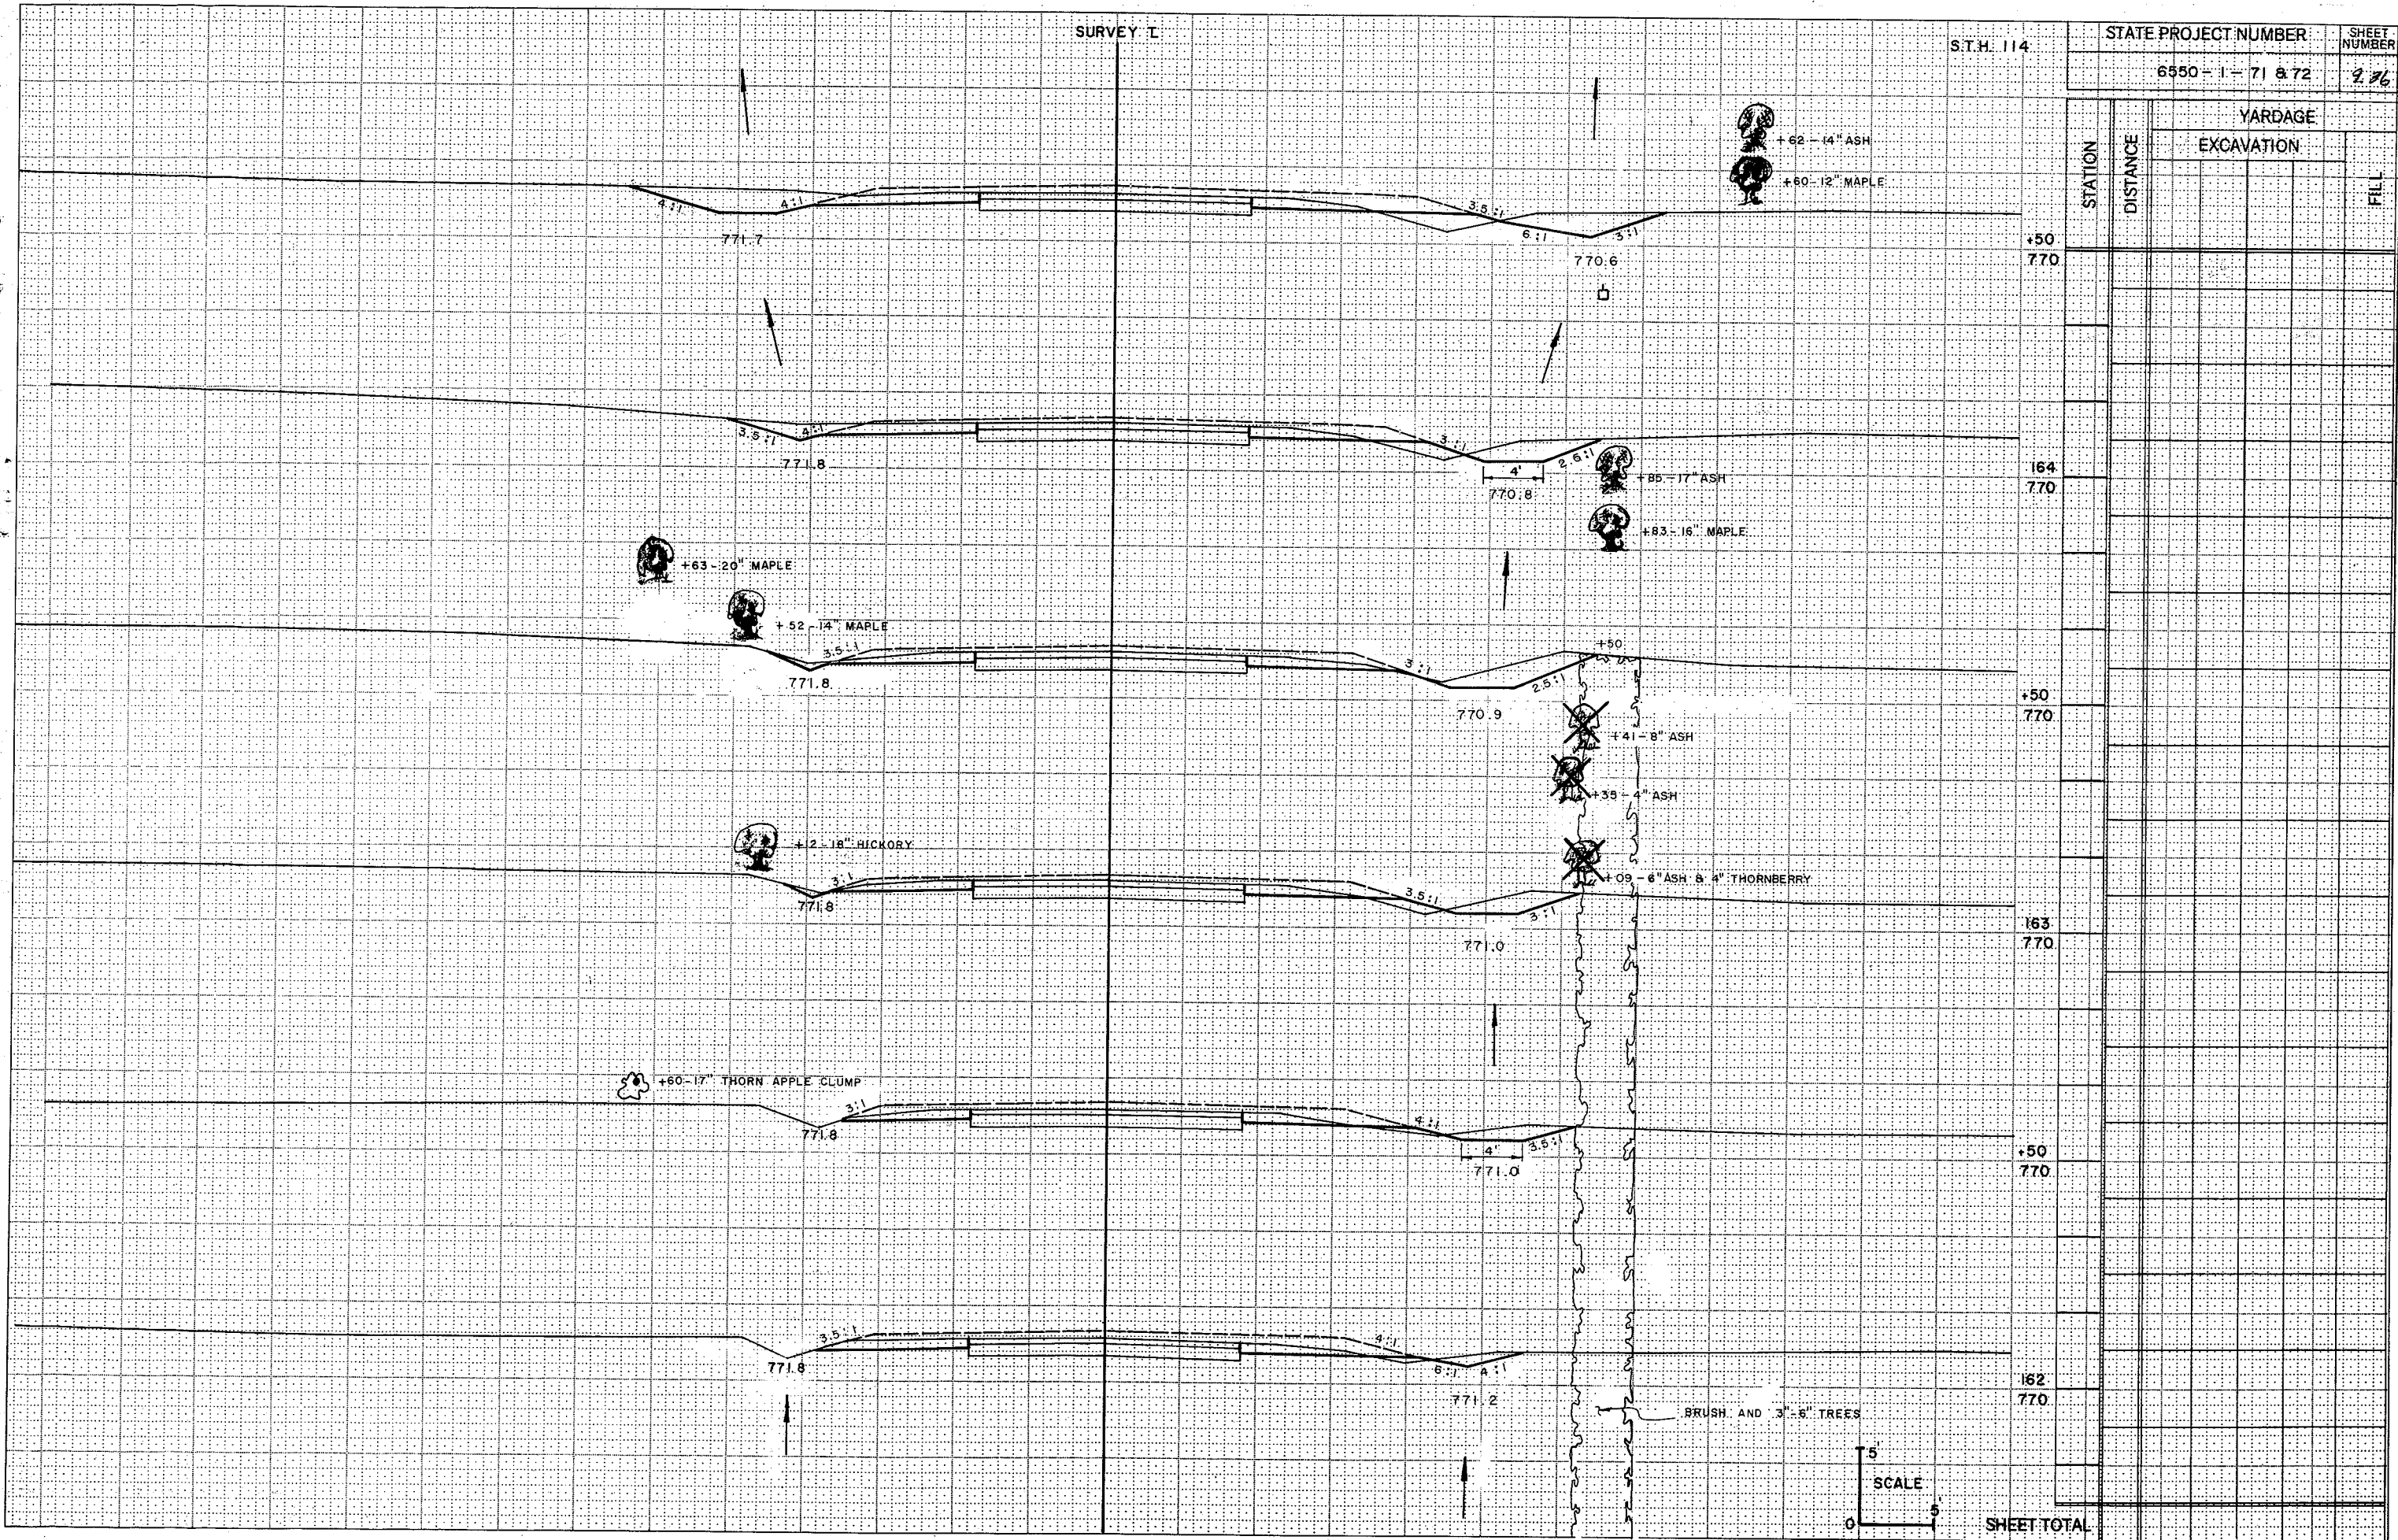 SURVEY L
S.T.H. 114
STATE PROJECT NUMBER
SHEET NUMBER
6550-1-71 & 72
STATION
DISTANCE
YARDAGE
EXCAVATION
FILL
+62-14" ASH
+60-12" MAPLE
4:1
4:1
3.5:1
6:1
3:1
771.7
770.6
+50
770
3.5:1
4:1
3:1
2.6:1
771.8
4'
770.8
164
770
+85-17" ASH
+83-16" MAPLE
+63-20" MAPLE
+52-14" MAPLE
3.5:1
3:1
2.5:1
+50
771.8
770.9
+50
770
+41-8" ASH
+35-4" ASH
+12-18" HICKORY
+09-6" ASH & 4" THORNBERRY
3:1
3.5:1
3:1
771.8
771.0
163
770
+60-17" THORN APPLE CLUMP
3:1
4:1
3.5:1
771.8
4'
771.0
+50
770
3.5:1
4:1
6:1
4:1
771.8
771.2
162
770
BRUSH AND 3"-6" TREES
5'
SCALE
0
5'
SHEET TOTAL